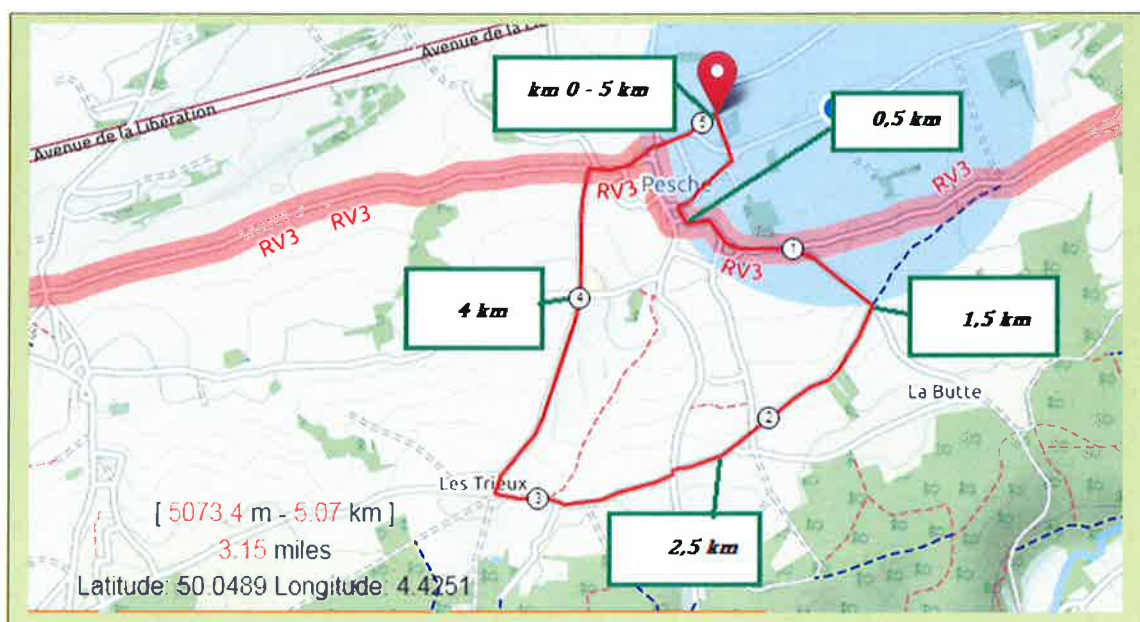 Avenue de la Li
Avenue de la Libération
km 0 - 5 km
0,5 km
5
Pesche
RV3
RV3
RV3
RV3
RV3
1
4 km
4
1,5 km
La Butte
2
Les Trieux
3
2,5 km
[ 5073.4 m - 5.07 km ]
3.15 miles
Latitude: 50.0489 Longitude: 4.4251